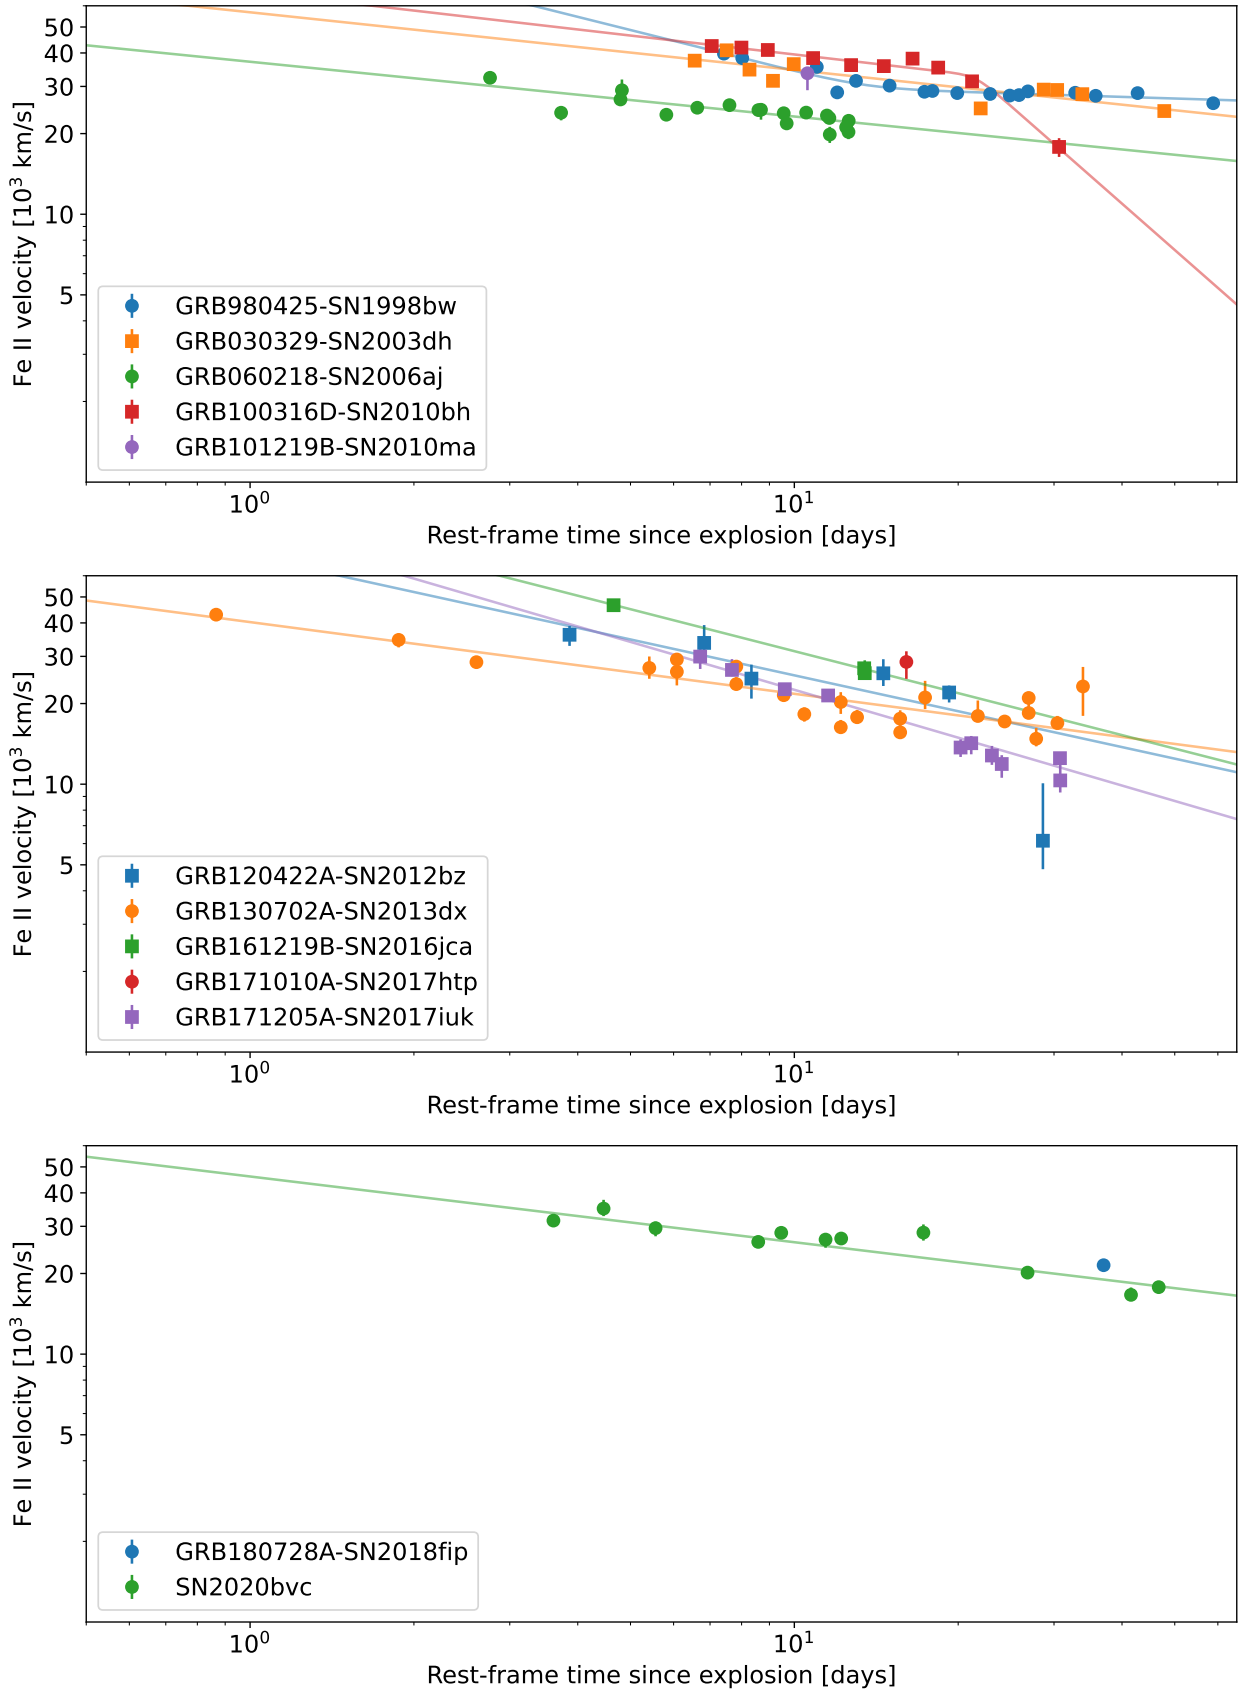 50
40
30
20
10
5
Fe II velocity [10³ km/s]
GRB980425-SN1998bw
GRB030329-SN2003dh
GRB060218-SN2006aj
GRB100316D-SN2010bh
GRB101219B-SN2010ma
10⁰ 10¹
Rest-frame time since explosion [days]
50
40
30
20
10
5
Fe II velocity [10³ km/s]
GRB120422A-SN2012bz
GRB130702A-SN2013dx
GRB161219B-SN2016jca
GRB171010A-SN2017htp
GRB171205A-SN2017iuk
10⁰ 10¹
Rest-frame time since explosion [days]
50
40
30
20
10
5
Fe II velocity [10³ km/s]
GRB180728A-SN2018fip
SN2020bvc
10⁰ 10¹
Rest-frame time since explosion [days]